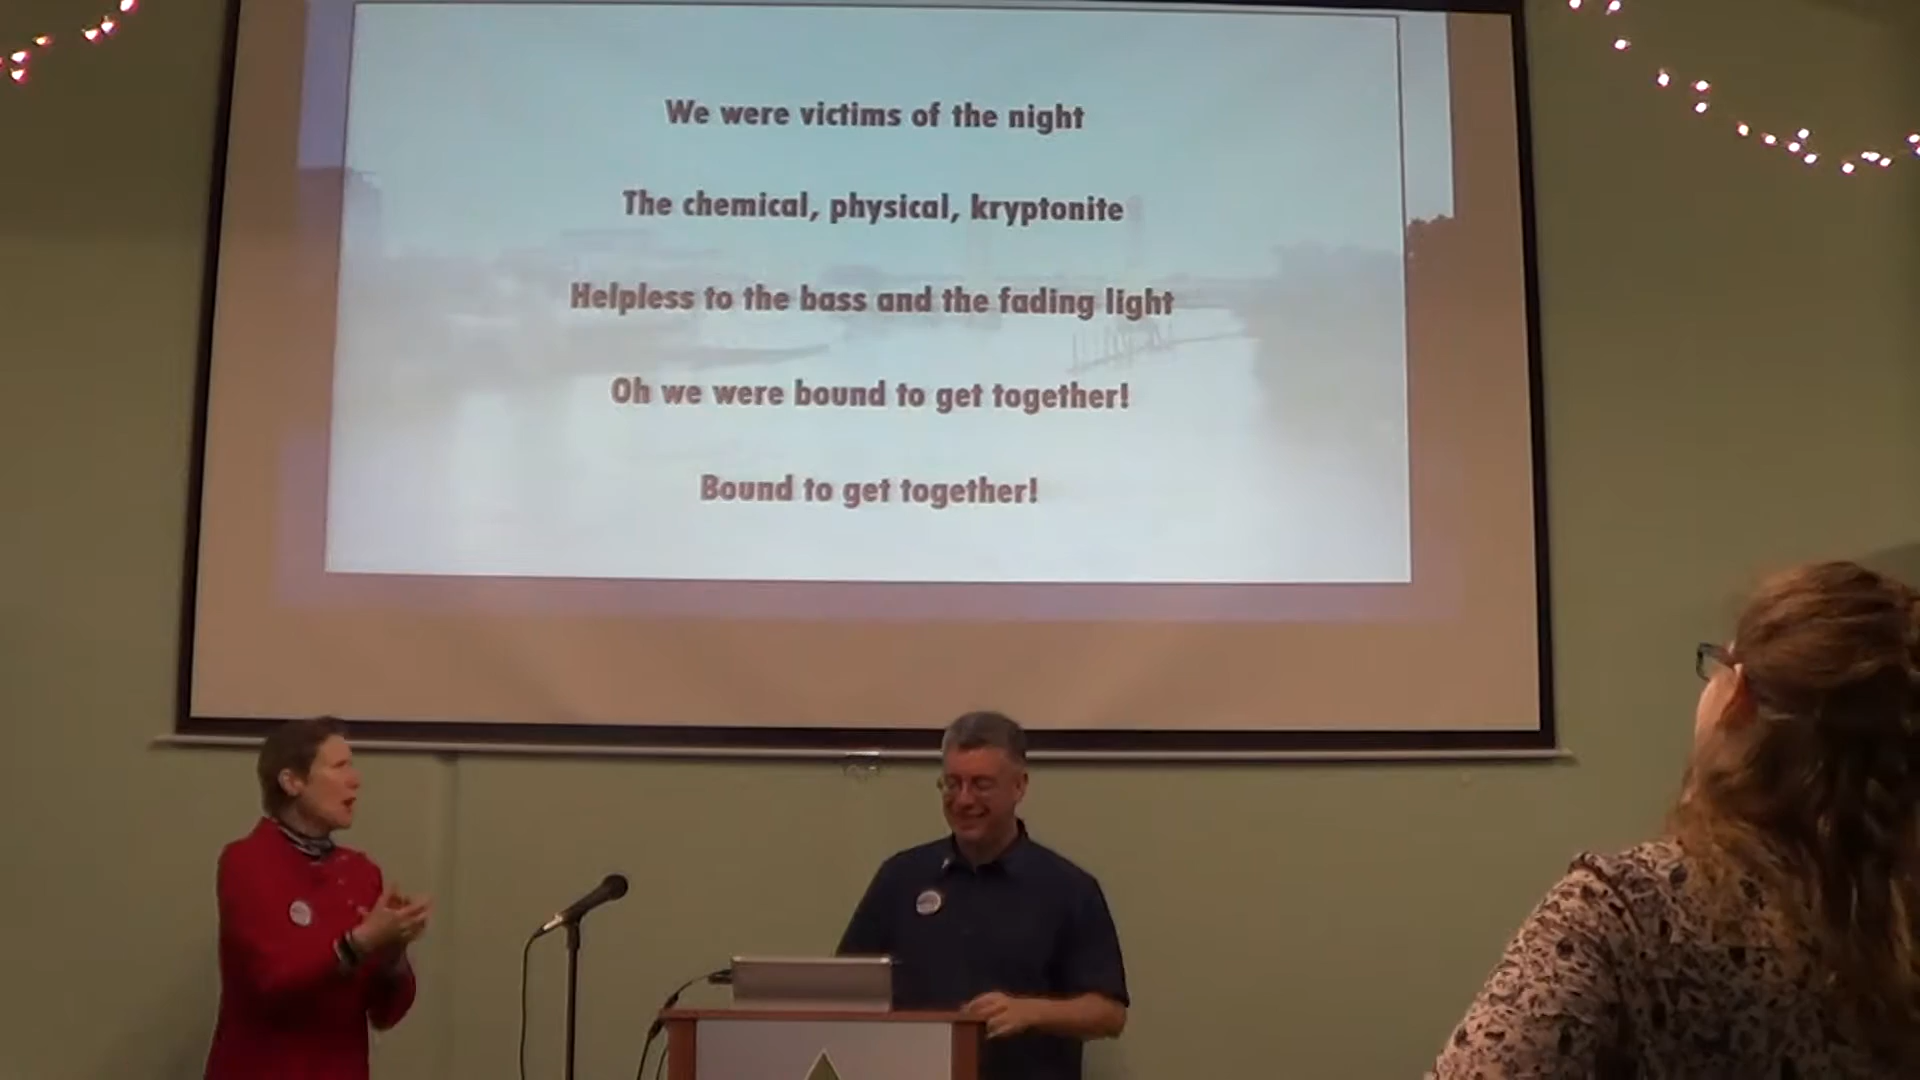 We were victims of the night
The chemical, physical, kryptonite
Helpless to the bass and the fading light
Oh we were bound to get together!
Bound to get together!